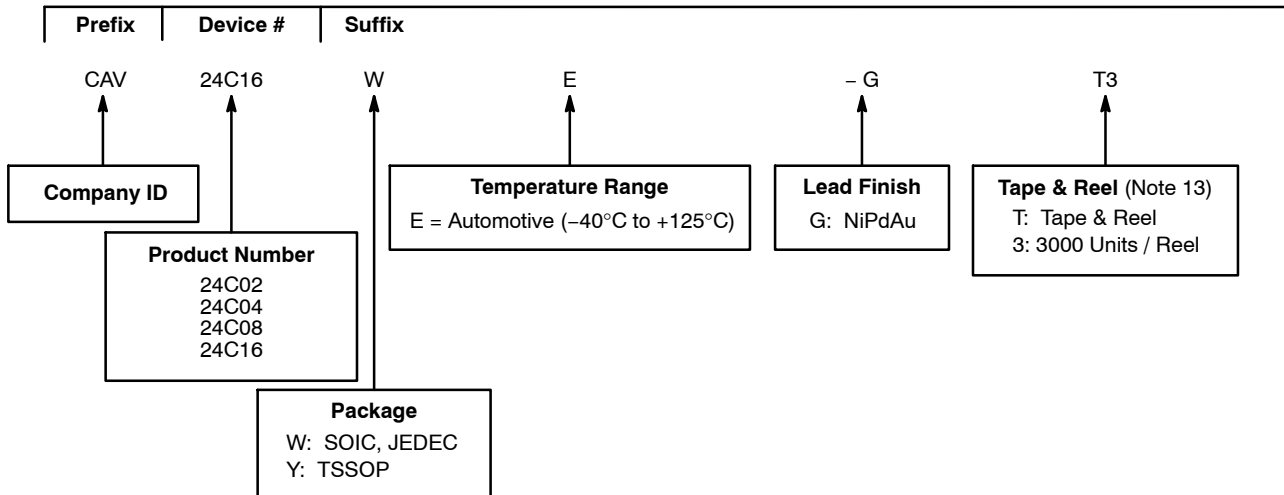 Prefix Device # Suffix
CAV 24C16 W E – G T3
Company ID
Product Number
24C02
24C04
24C08
24C16
Package
W: SOIC, JEDEC
Y: TSSOP
Temperature Range
E = Automotive (−40°C to +125°C)
Lead Finish
G: NiPdAu
Tape & Reel (Note 13)
T: Tape & Reel
3: 3000 Units / Reel